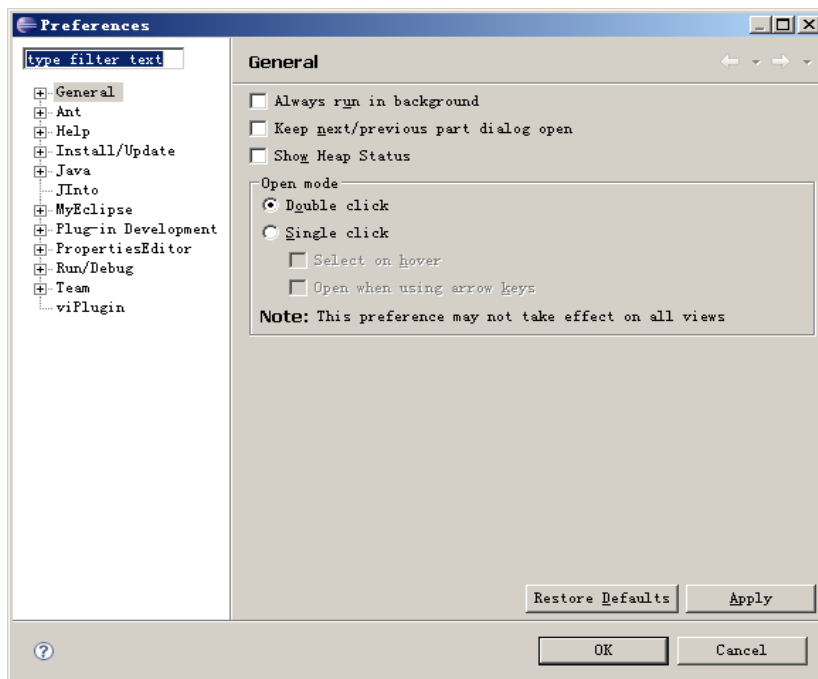 Preferences
type filter text
General
Ant
Help
Install/Update
Java
JInto
MyEclipse
Plug-in Development
PropertiesEditor
Run/Debug
Team
viPlugin
General
Always run in background
Keep next/previous part dialog open
Show Heap Status
Open mode
Double click
Single click
Select on hover
Open when using arrow keys
Note: This preference may not take effect on all views
Restore Defaults
Apply
OK
Cancel